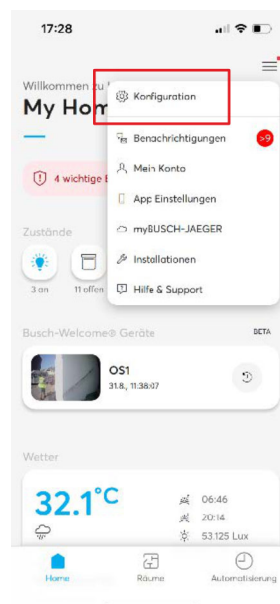 17:28
Willkommen zu
My Hom
Konfiguration
Benachrichtigungen
>9
Mein Konto
App Einstellungen
myBUSCH-JAEGER
Installationen
Hilfe & Support
4 wichtige
Zustände
3 an
11 offen
Busch-Welcome® Geräte
BETA
OS1
31.8., 11:38:07
Wetter
32.1°C
06:46
20:14
53.125 Lux
Home
Räume
Automatisierung